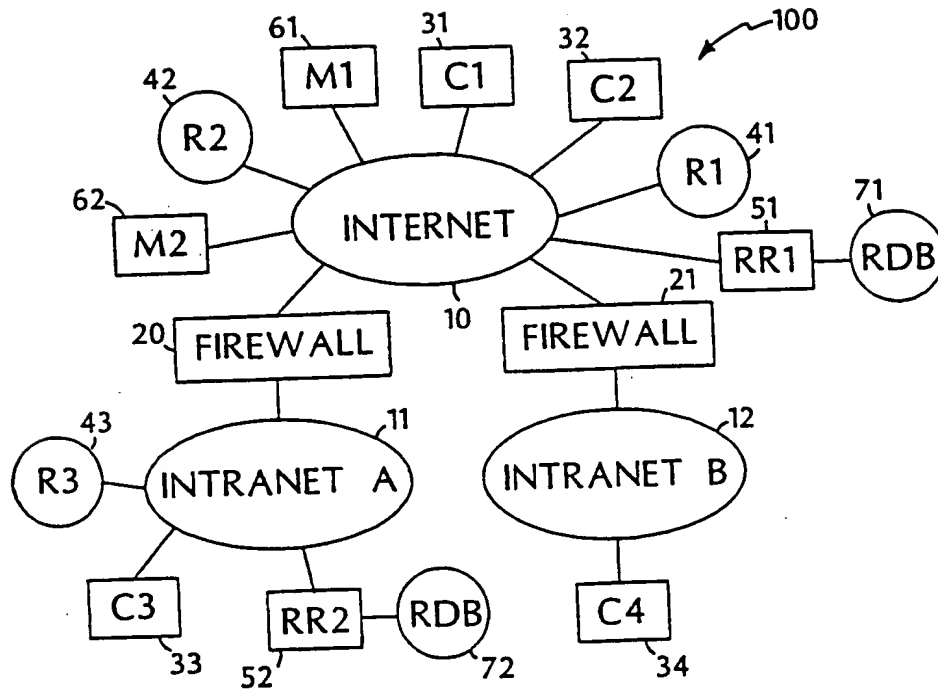 100
61
31
32
M1
C1
C2
42
R2
41
R1
62
M2
INTERNET
51
71
RR1
RDB
10
21
20
FIREWALL
FIREWALL
43
11
12
R3
INTRANET A
INTRANET B
C3
33
RR2
52
RDB
72
C4
34